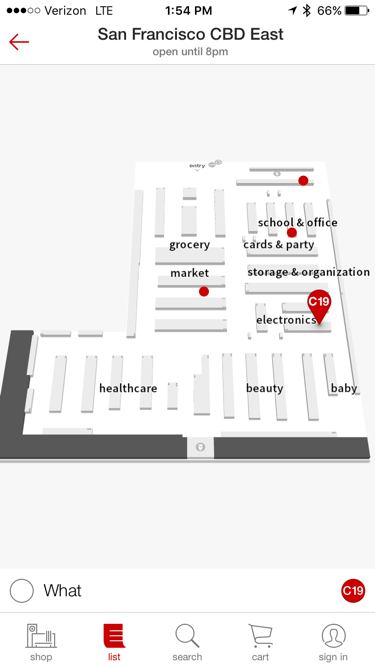 Verizon LTE 1:54 PM 66%
San Francisco CBD East
open until 8pm
entry
school & office
grocery cards & party
market storage & organization
C19
electronics
healthcare beauty baby
What C19
shop list search cart sign in